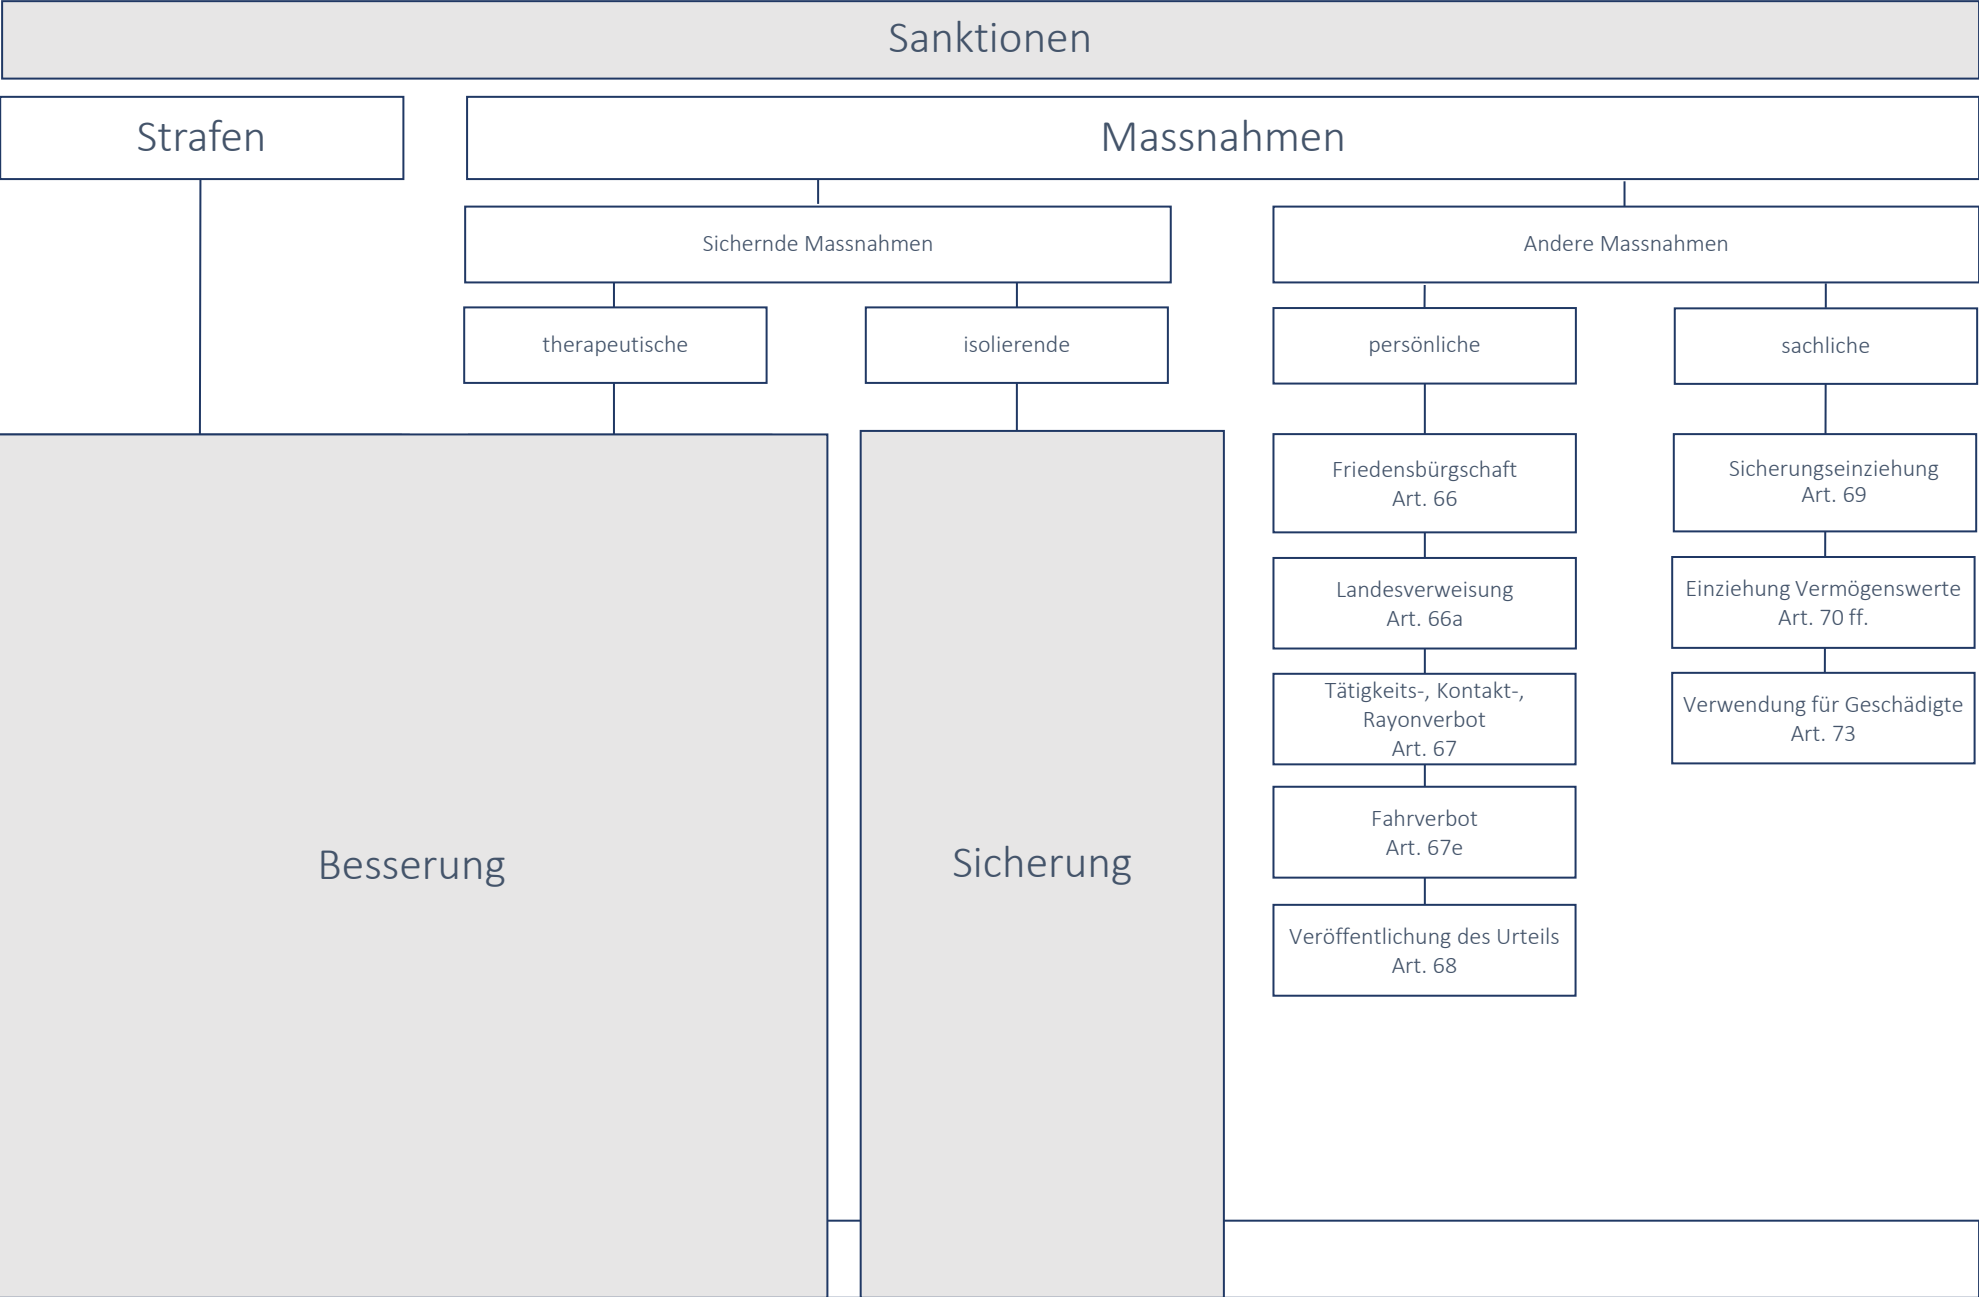 Sanktionen
Strafen
Massnahmen
Sichernde Massnahmen
Andere Massnahmen
therapeutische
isolierende
persönliche
sachliche
Besserung
Sicherung
Friedensbürgschaft
Art. 66
Landesverweisung
Art. 66a
Tätigkeits-, Kontakt-,
Rayonverbot
Art. 67
Fahrverbot
Art. 67e
Veröffentlichung des Urteils
Art. 68
Sicherungseinziehung
Art. 69
Einziehung Vermögenswerte
Art. 70 ff.
Verwendung für Geschädigte
Art. 73